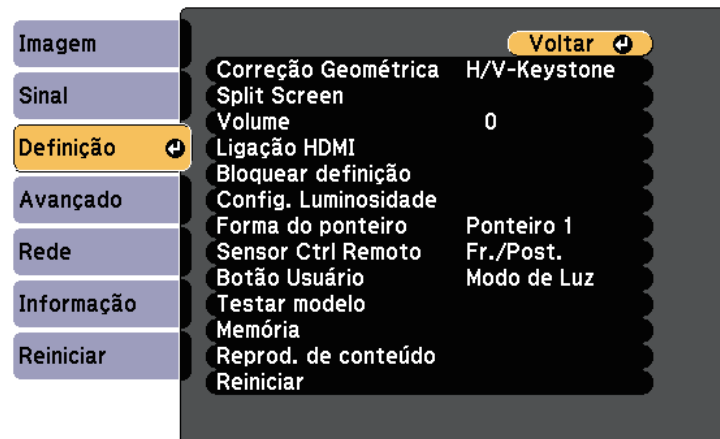 Imagem
Sinal
Definição
Avançado
Rede
Informação
Reiniciar
Voltar
Correção Geométrica H/V-Keystone
Split Screen
Volume 0
Ligação HDMI
Bloquear definição
Config. Luminosidade
Forma do ponteiro Ponteiro 1
Sensor Ctrl Remoto Fr./Post.
Botão Usuário Modo de Luz
Testar modelo
Memória
Reprod. de conteúdo
Reiniciar